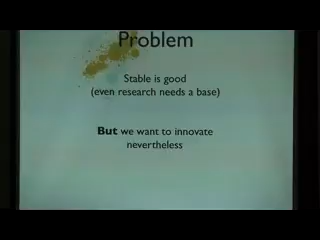 Problem
Stable is good
(even research needs a base)
But we want to innovate
nevertheless